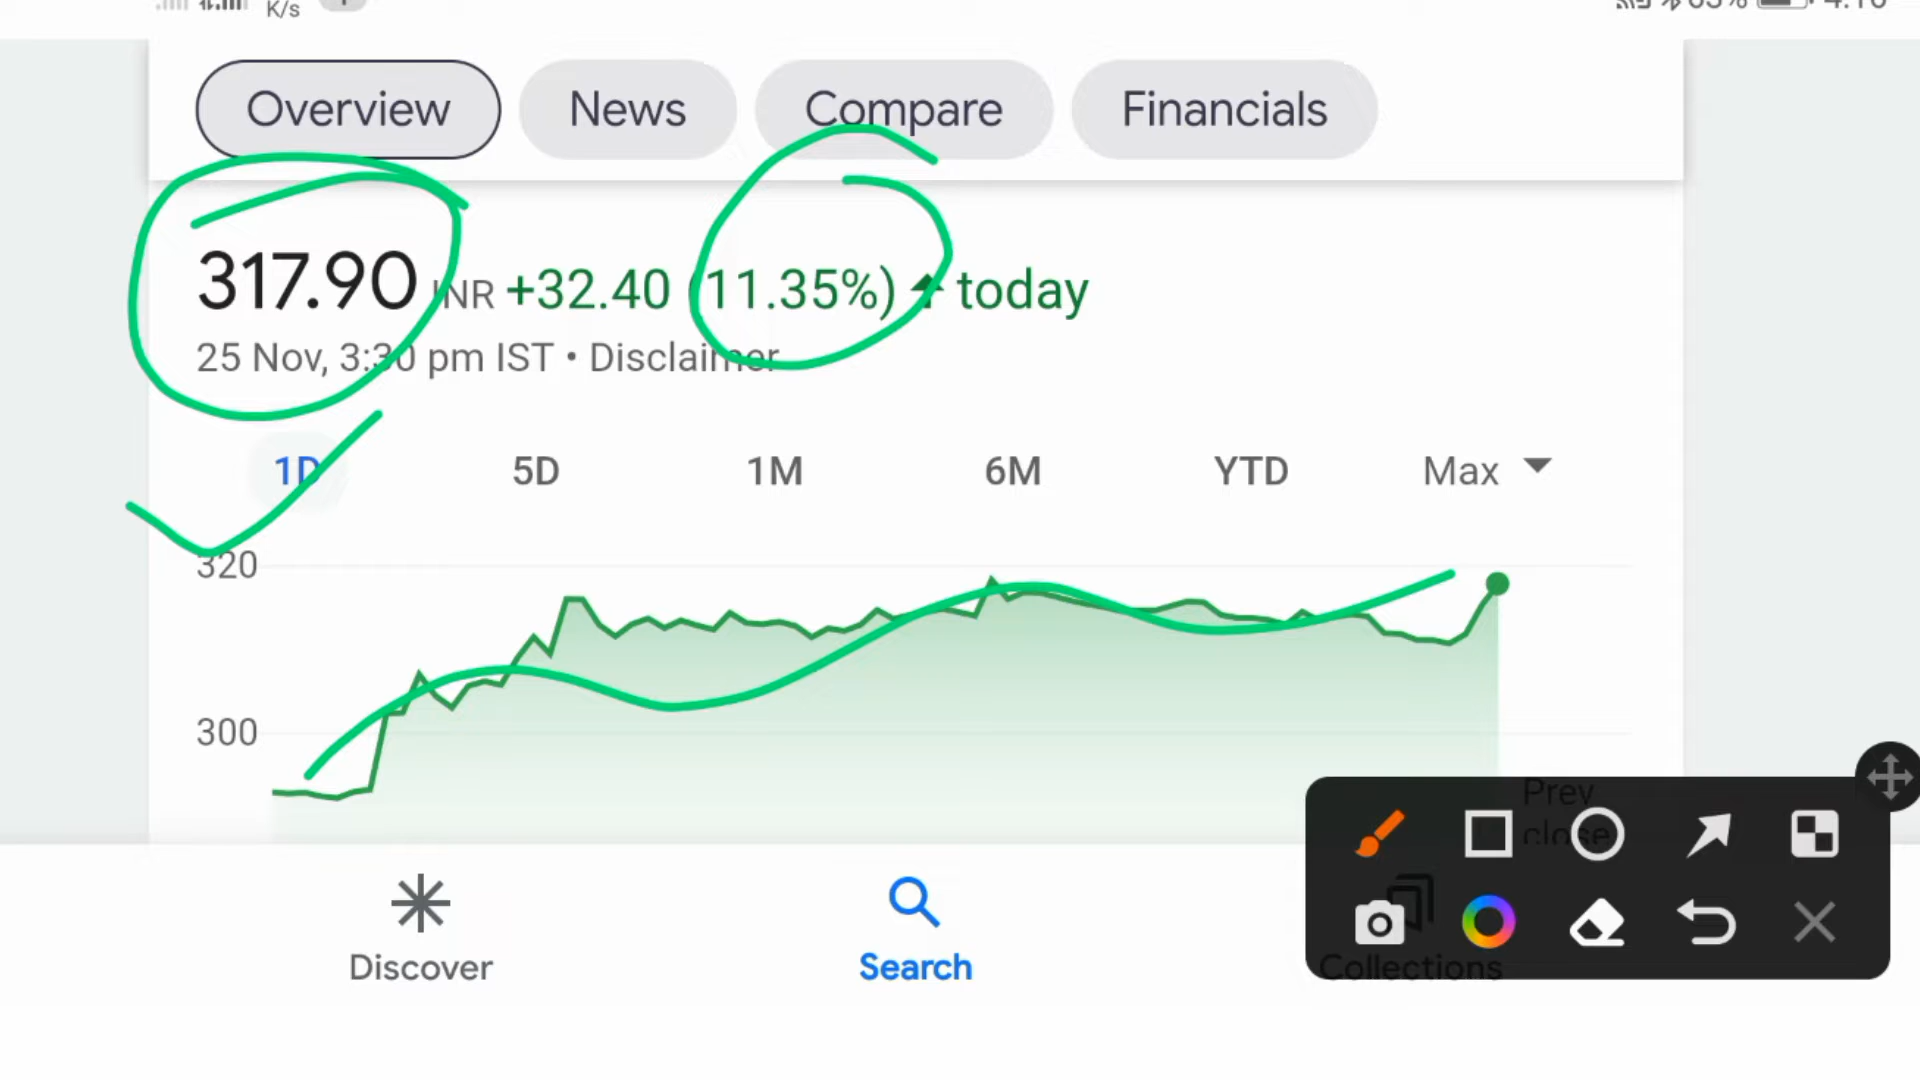 K/s
Overview News Compare Financials
317.90 INR +32.40 (11.35%) today
25 Nov, 3:30 pm IST • Disclaimer
1D 5D 1M 6M YTD Max
320
300
Prev
close
Discover Search Collections